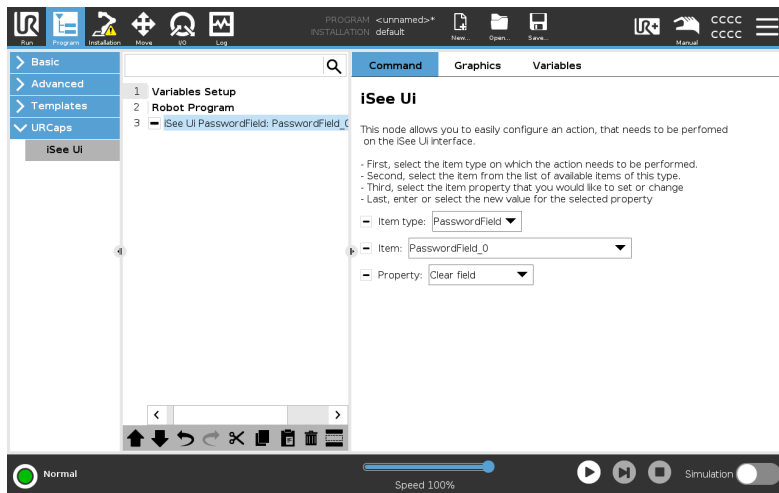 PROGRAM <unnamed>*
INSTALLATION default
UR
UR+
CCCC
CCCC
Run
Program
Installation
Move
I/O
Log
New...
Open...
Save...
Manual
Basic
Advanced
Templates
URCaps
iSee Ui
1 Variables Setup
2 Robot Program
3 iSee Ui PasswordField: PasswordField_0
Command Graphics Variables
iSee Ui
This node allows you to easily configure an action, that needs to be perfomed
on the iSee Ui interface.
- First, select the item type on which the action needs to be performed.
- Second, select the item from the list of available items of this type.
- Third, select the item property that you would like to set or change
- Last, enter or select the new value for the selected property
Item type: PasswordField
Item: PasswordField_0
Property: Clear field
Normal
Speed 100%
Simulation